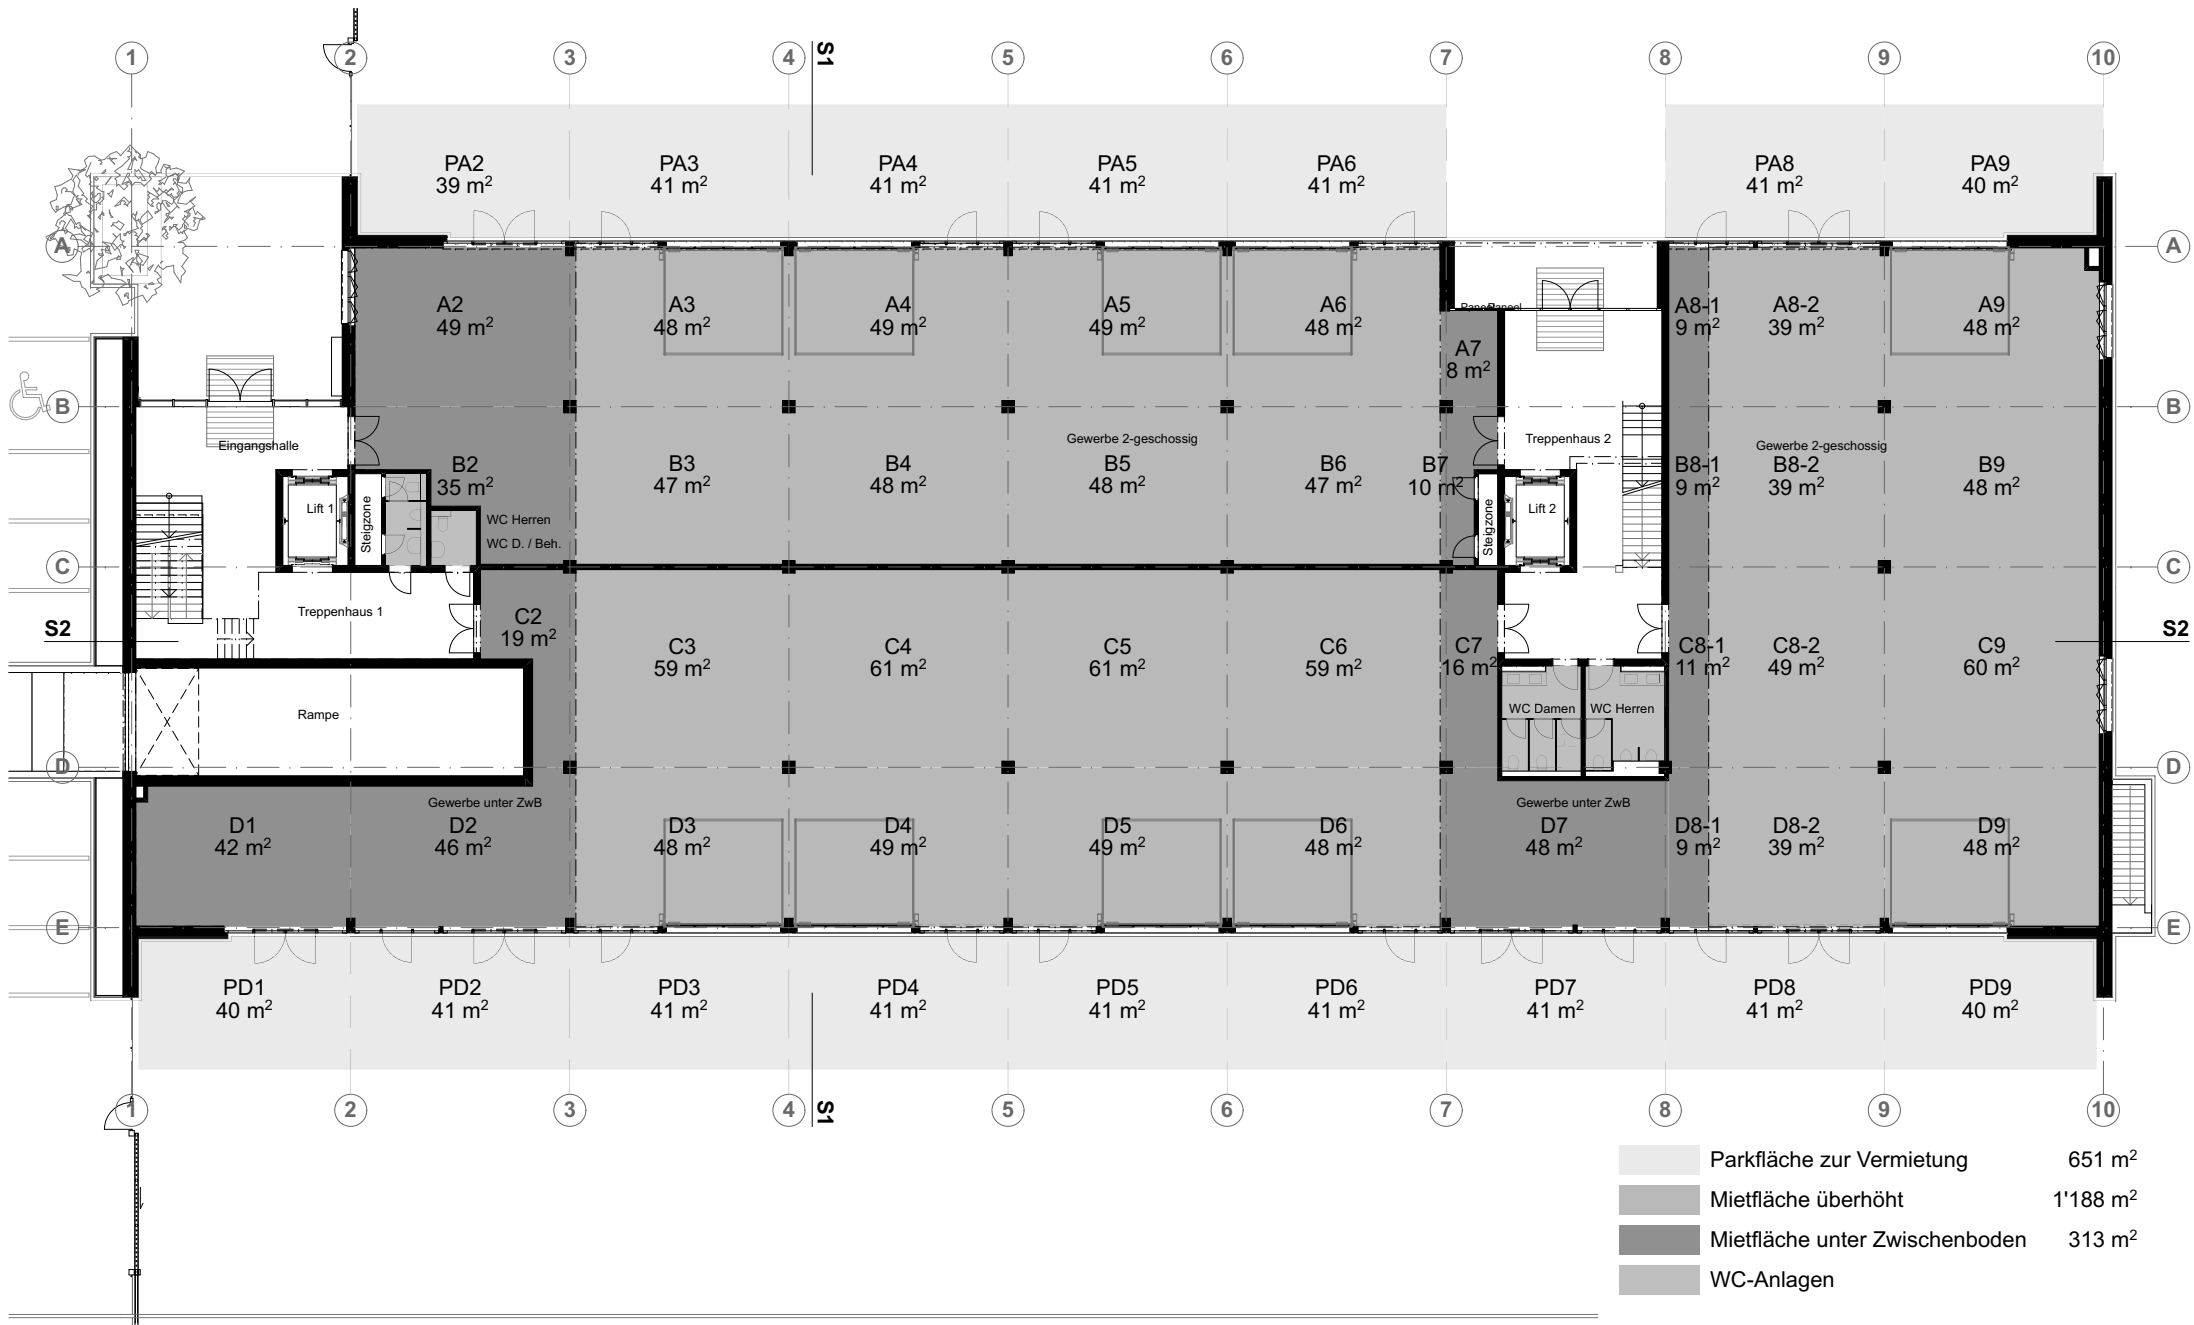 1 2 3 4 5 6 7 8 9 10
S1
PA2 PA3 PA4 PA5 PA6 PA8 PA9
39 m² 41 m² 41 m² 41 m² 41 m² 41 m² 40 m²
A A
A2 A3 A4 A5 A6 Paneel A8-1 A8-2 A9
49 m² 48 m² 49 m² 49 m² 48 m² 9 m² 39 m² 48 m²
A7
8 m²
B B
Eingangshalle Gewerbe 2-geschossig Treppenhaus 2 Gewerbe 2-geschossig
B2 B3 B4 B5 B6 B7 B8-1 B8-2 B9
35 m² 47 m² 48 m² 48 m² 47 m² 10 m² 9 m² 39 m² 48 m²
Lift 1 Steigzone WC Herren Steigzone Lift 2
WC D. / Beh.
C C
Treppenhaus 1
C2
19 m²
S2 S2
C3 C4 C5 C6 C7 C8-1 C8-2 C9
59 m² 61 m² 61 m² 59 m² 16 m² 11 m² 49 m² 60 m²
Rampe WC Damen WC Herren
D D
Gewerbe unter ZwB Gewerbe unter ZwB
D1 D2 D3 D4 D5 D6 D7 D8-1 D8-2 D9
42 m² 46 m² 48 m² 49 m² 49 m² 48 m² 48 m² 9 m² 39 m² 48 m²
E E
PD1 PD2 PD3 PD4 PD5 PD6 PD7 PD8 PD9
40 m² 41 m² 41 m² 41 m² 41 m² 41 m² 41 m² 41 m² 40 m²
1 2 3 4 5 6 7 8 9 10
S1
Parkfläche zur Vermietung 651 m²
Mietfläche überhöht 1'188 m²
Mietfläche unter Zwischenboden 313 m²
WC-Anlagen